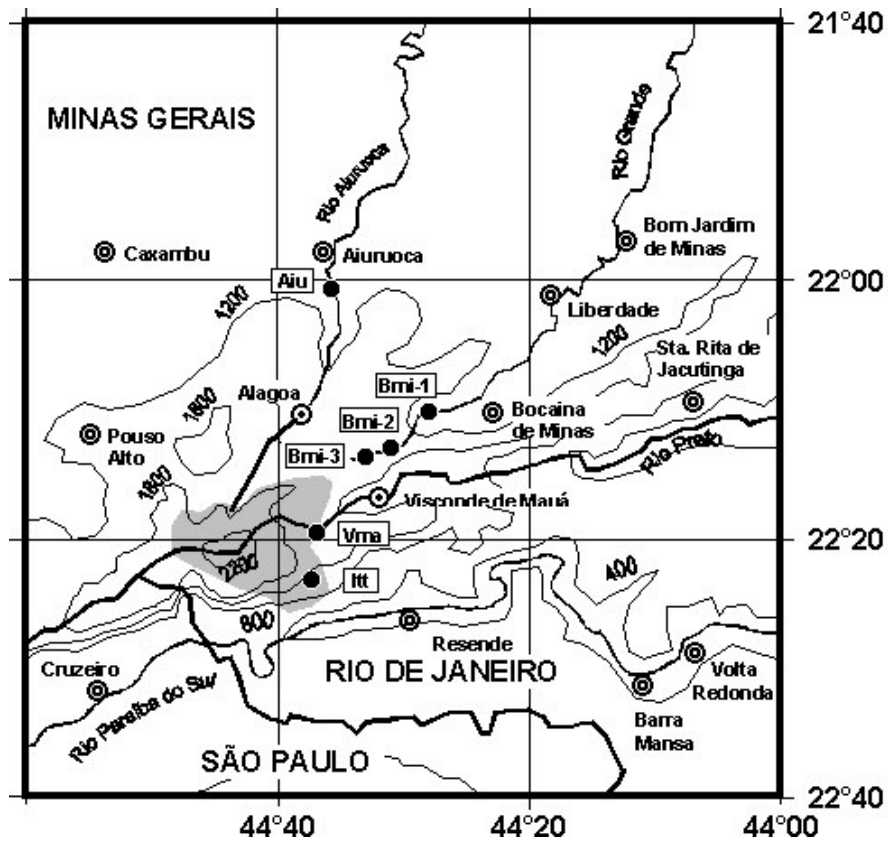 21°40
MINAS GERAIS
Rio Grande
Rio Aiuruoca
Bom Jardim
de Minas
Caxambu
Aiuruoca
Aiu
22°00
1200
Liberdade
1200
Sta. Rita de
Jacutinga
Bmi-1
Alagoa
1800
Bmi-2
Bocaina
de Minas
Pouso
Alto
Bmi-3
Rio Preto
1800
Visconde de Mauá
Vma
22°20
2200
Itt
400
800
Resende
Cruzeiro
RIO DE JANEIRO
Volta
Redonda
Rio Paraíba do Sul
Barra
Mansa
SÃO PAULO
22°40
44°40
44°20
44°00